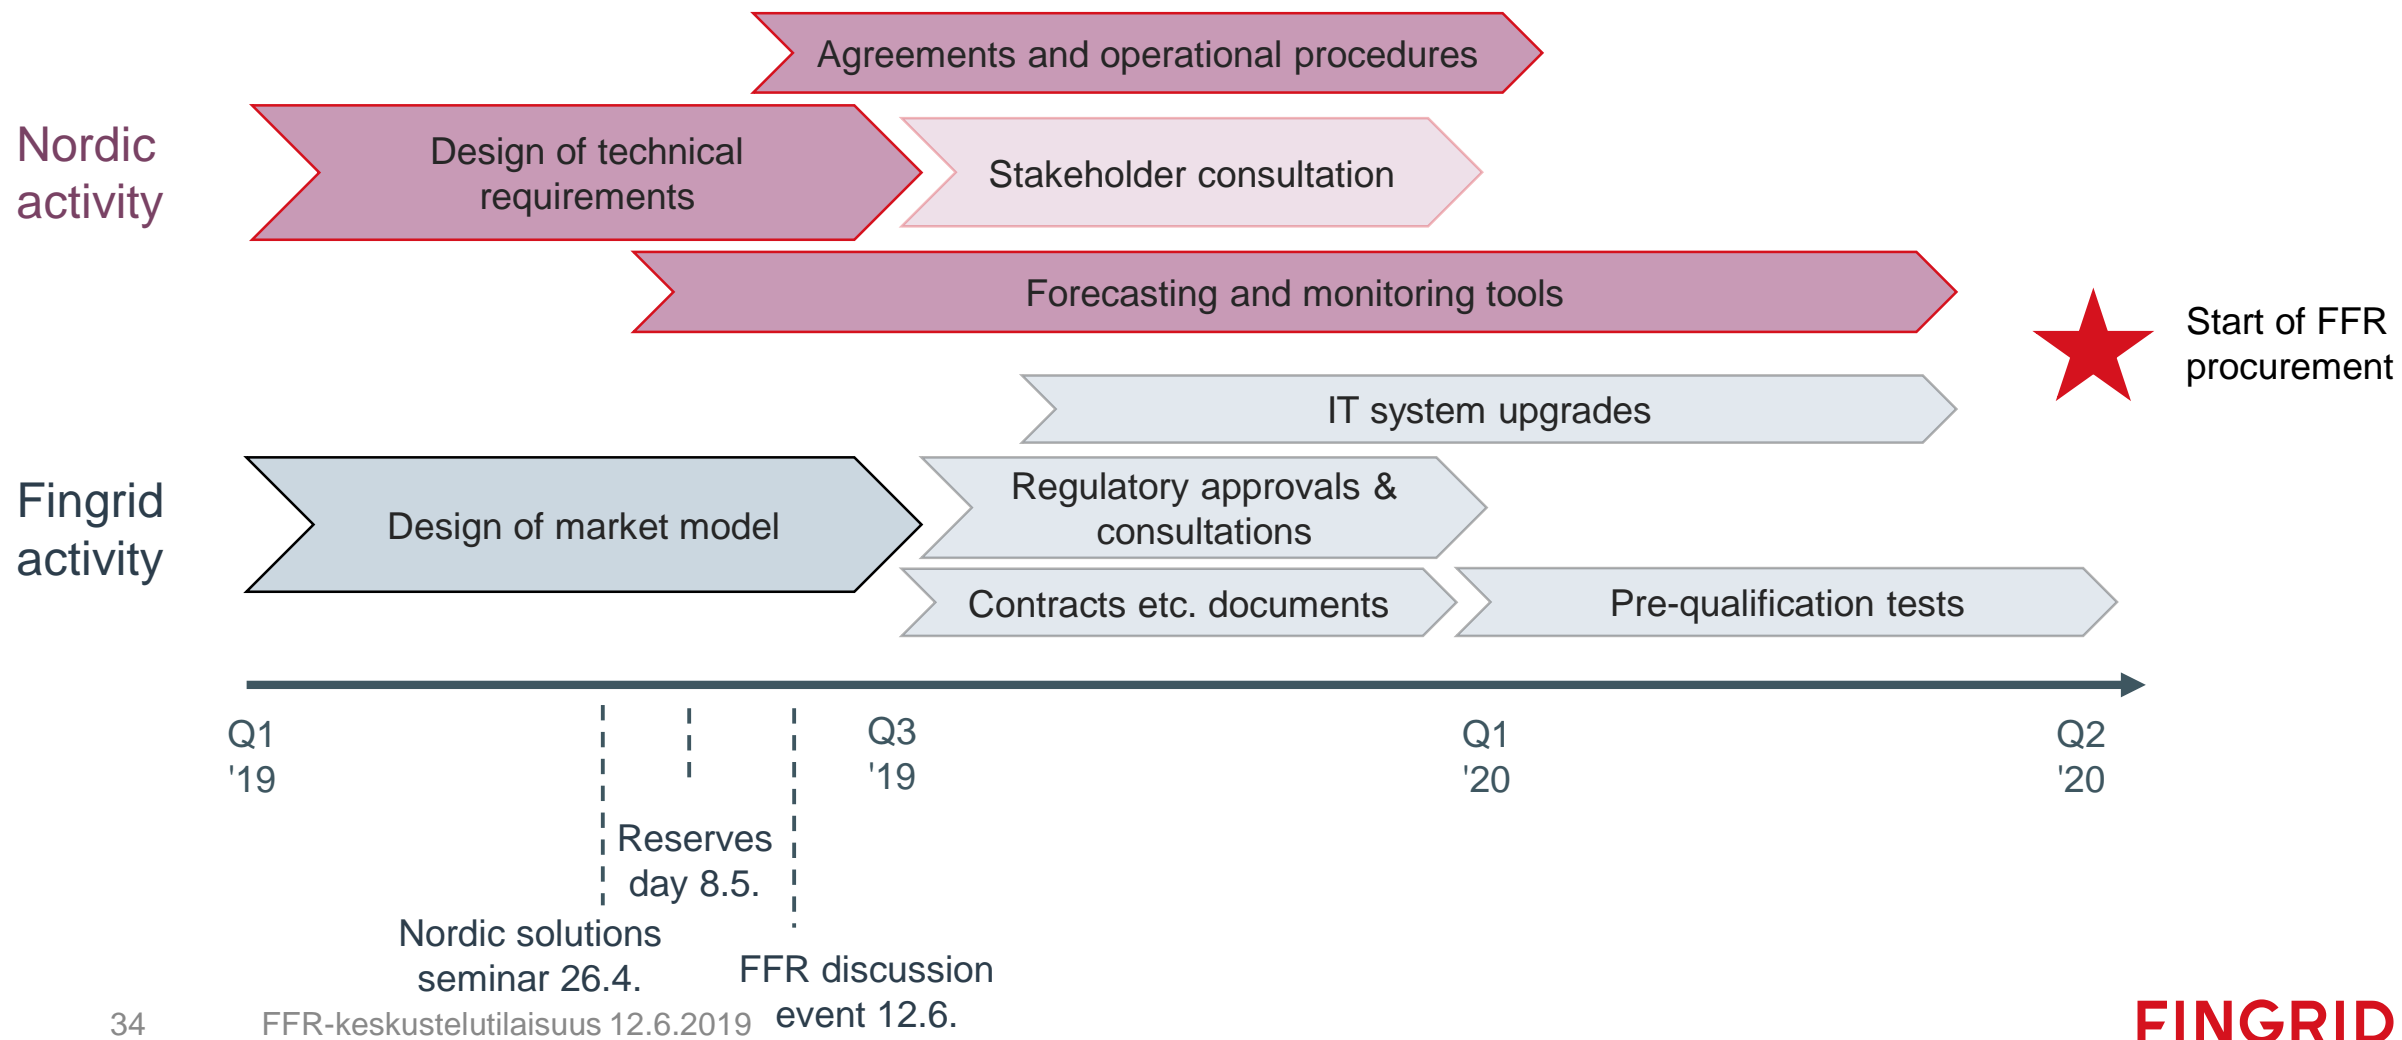 Agreements and operational procedures
Nordic
activity
Design of technical
requirements
Stakeholder consultation
Forecasting and monitoring tools
Start of FFR
procurement
IT system upgrades
Fingrid
activity
Design of market model
Regulatory approvals &
consultations
Contracts etc. documents
Pre-qualification tests
Q1
'19
Q3
'19
Q1
'20
Q2
'20
Reserves
day 8.5.
Nordic solutions
seminar 26.4.
FFR discussion
event 12.6.
34
FFR-keskustelutilaisuus 12.6.2019
FINGRID